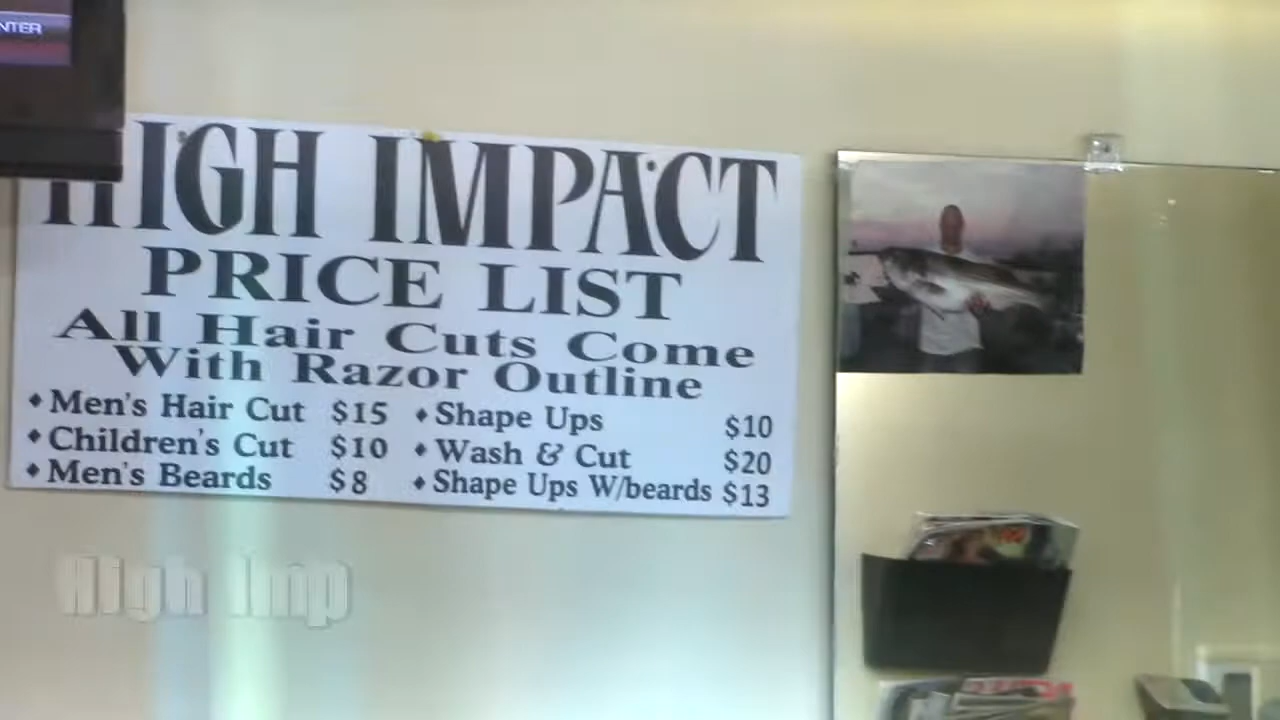 NTER
HIGH IMPACT
PRICE LIST
All Hair Cuts Come
With Razor Outline
♦ Men's Hair Cut $15 ♦ Shape Ups $10
♦ Children's Cut $10 ♦ Wash & Cut $20
♦ Men's Beards $8 ♦ Shape Ups W/beards $13
High Imp